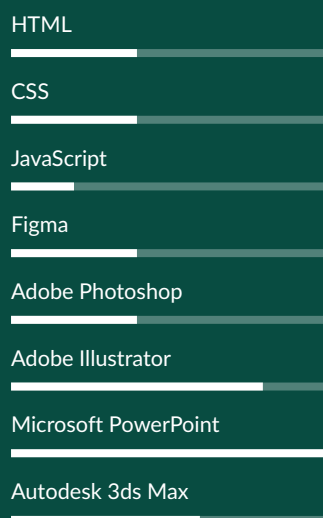 HTML
CSS
JavaScript
Figma
Adobe Photoshop
Adobe Illustrator
Microsoft PowerPoint
Autodesk 3ds Max